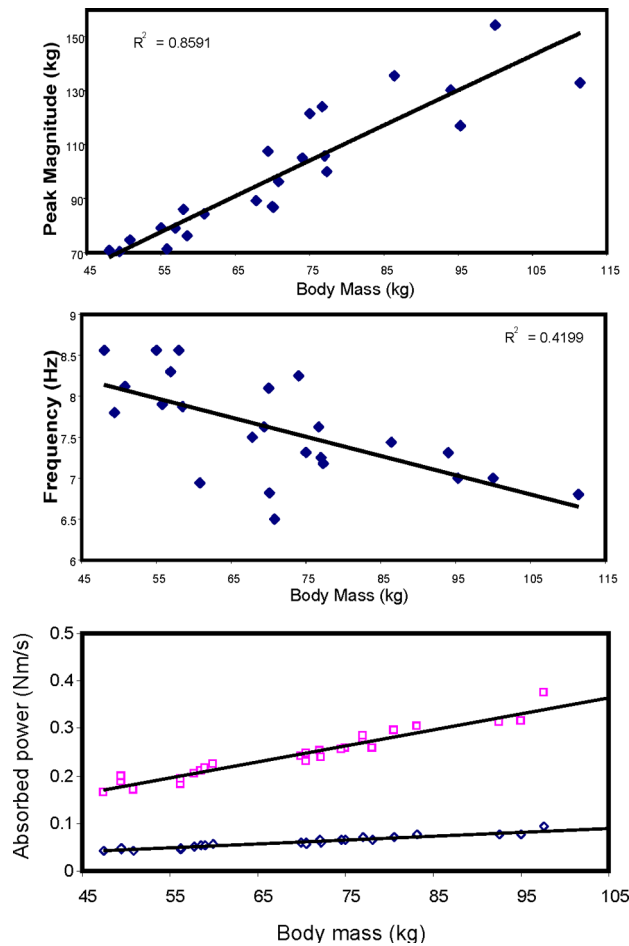 150
130
110
90
70
Peak Magnitude (kg)
R² = 0.8591
45 55 65 75 85 95 105 115
Body Mass (kg)
9
8.5
8
7.5
7
6.5
6
Frequency (Hz)
R² = 0.4199
45 55 65 75 85 95 105 115
Body Mass (kg)
0.5
0.4
0.3
0.2
0.1
0
Absorbed power (Nm/s)
45 55 65 75 85 95 105
Body mass (kg)